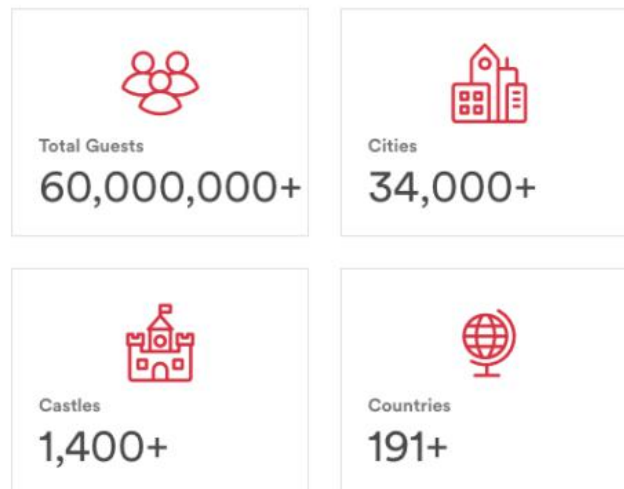 Total Guests
60,000,000+
Cities
34,000+
Castles
1,400+
Countries
191+